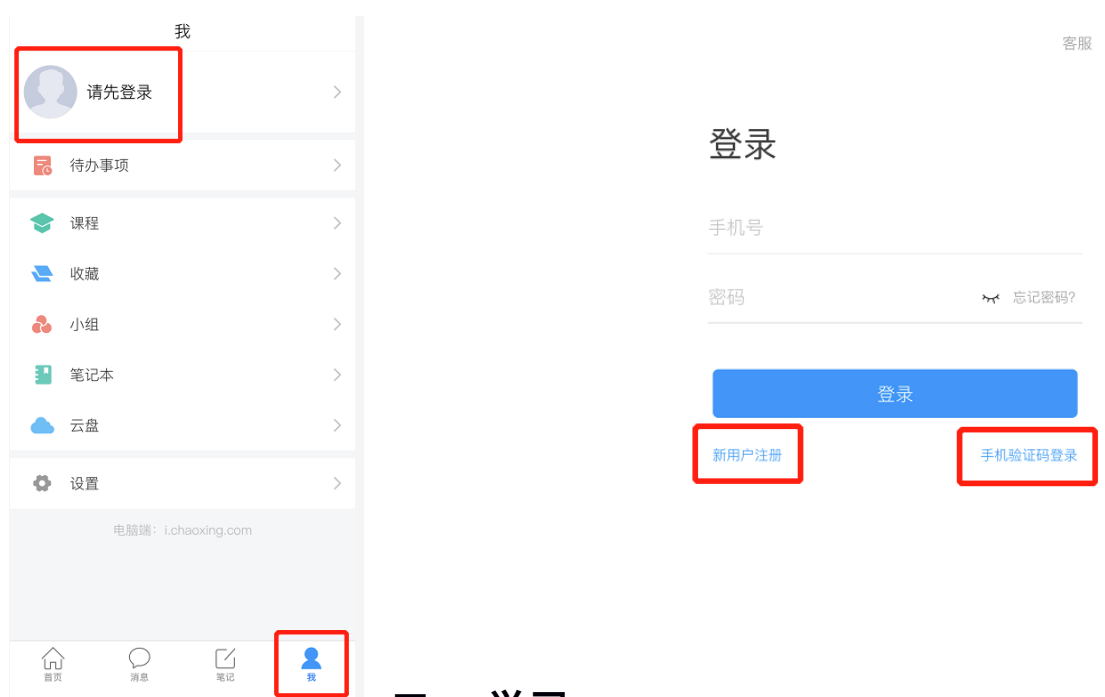 我
请先登录
待办事项
课程
收藏
小组
笔记本
云盘
设置
电脑端：i.chaoxing.com
首页
消息
笔记
我
客服
登录
手机号
密码
忘记密码?
登录
新用户注册
手机验证码登录